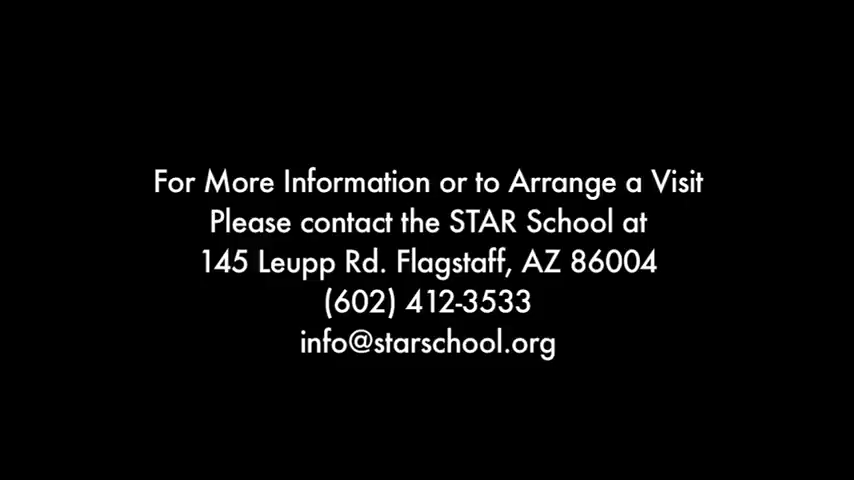 For More Information or to Arrange a Visit
Please contact the STAR School at
145 Leupp Rd. Flagstaff, AZ 86004
(602) 412-3533
info@starschool.org